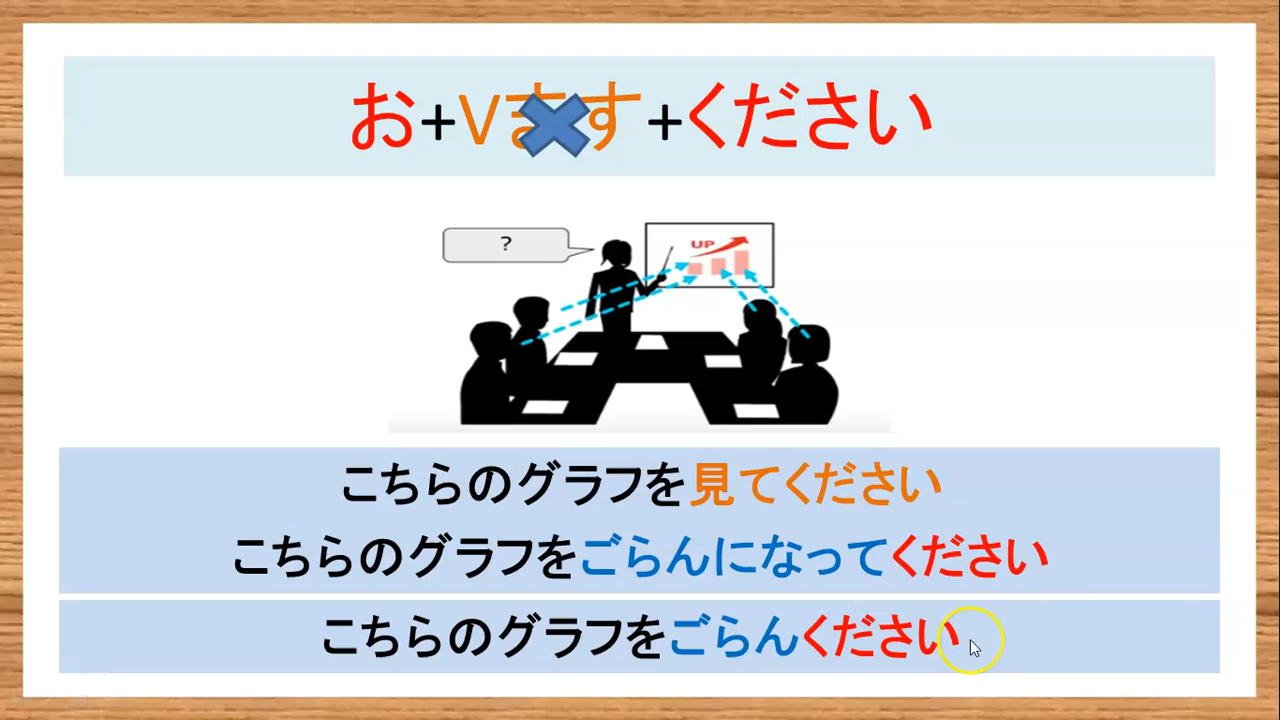 お+Vます+ください
?
UP
こちらのグラフを見てください
こちらのグラフをごらんになってください
こちらのグラフをごらんください